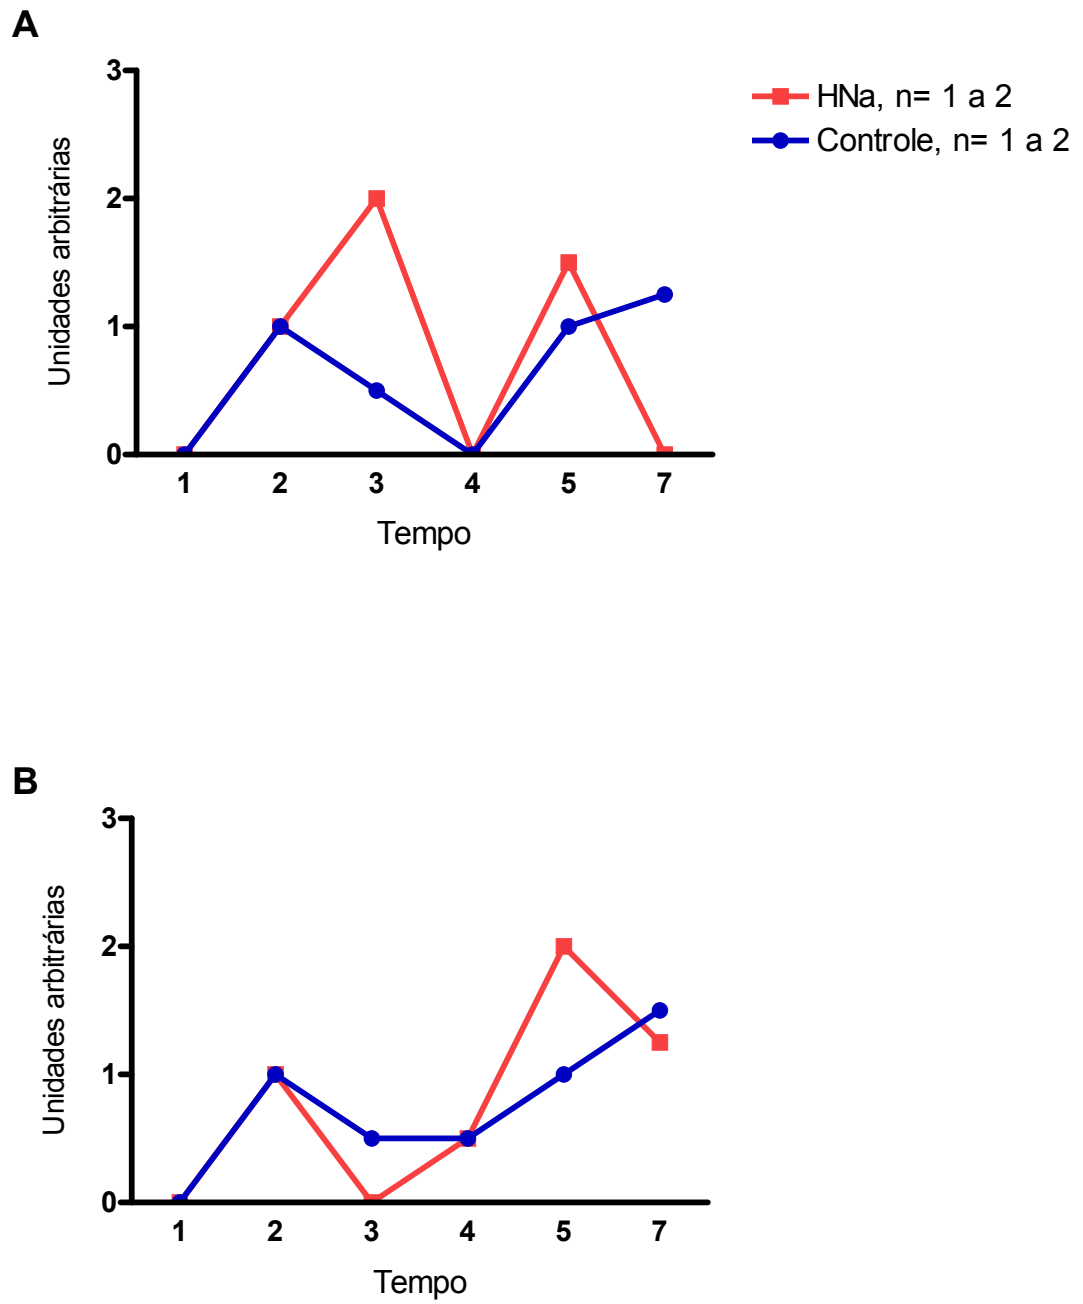 A
3
2
1
0
Unidades arbitrárias
1 2 3 4 5 7
Tempo
HNa, n= 1 a 2
Controle, n= 1 a 2
B
3
2
1
0
Unidades arbitrárias
1 2 3 4 5 7
Tempo